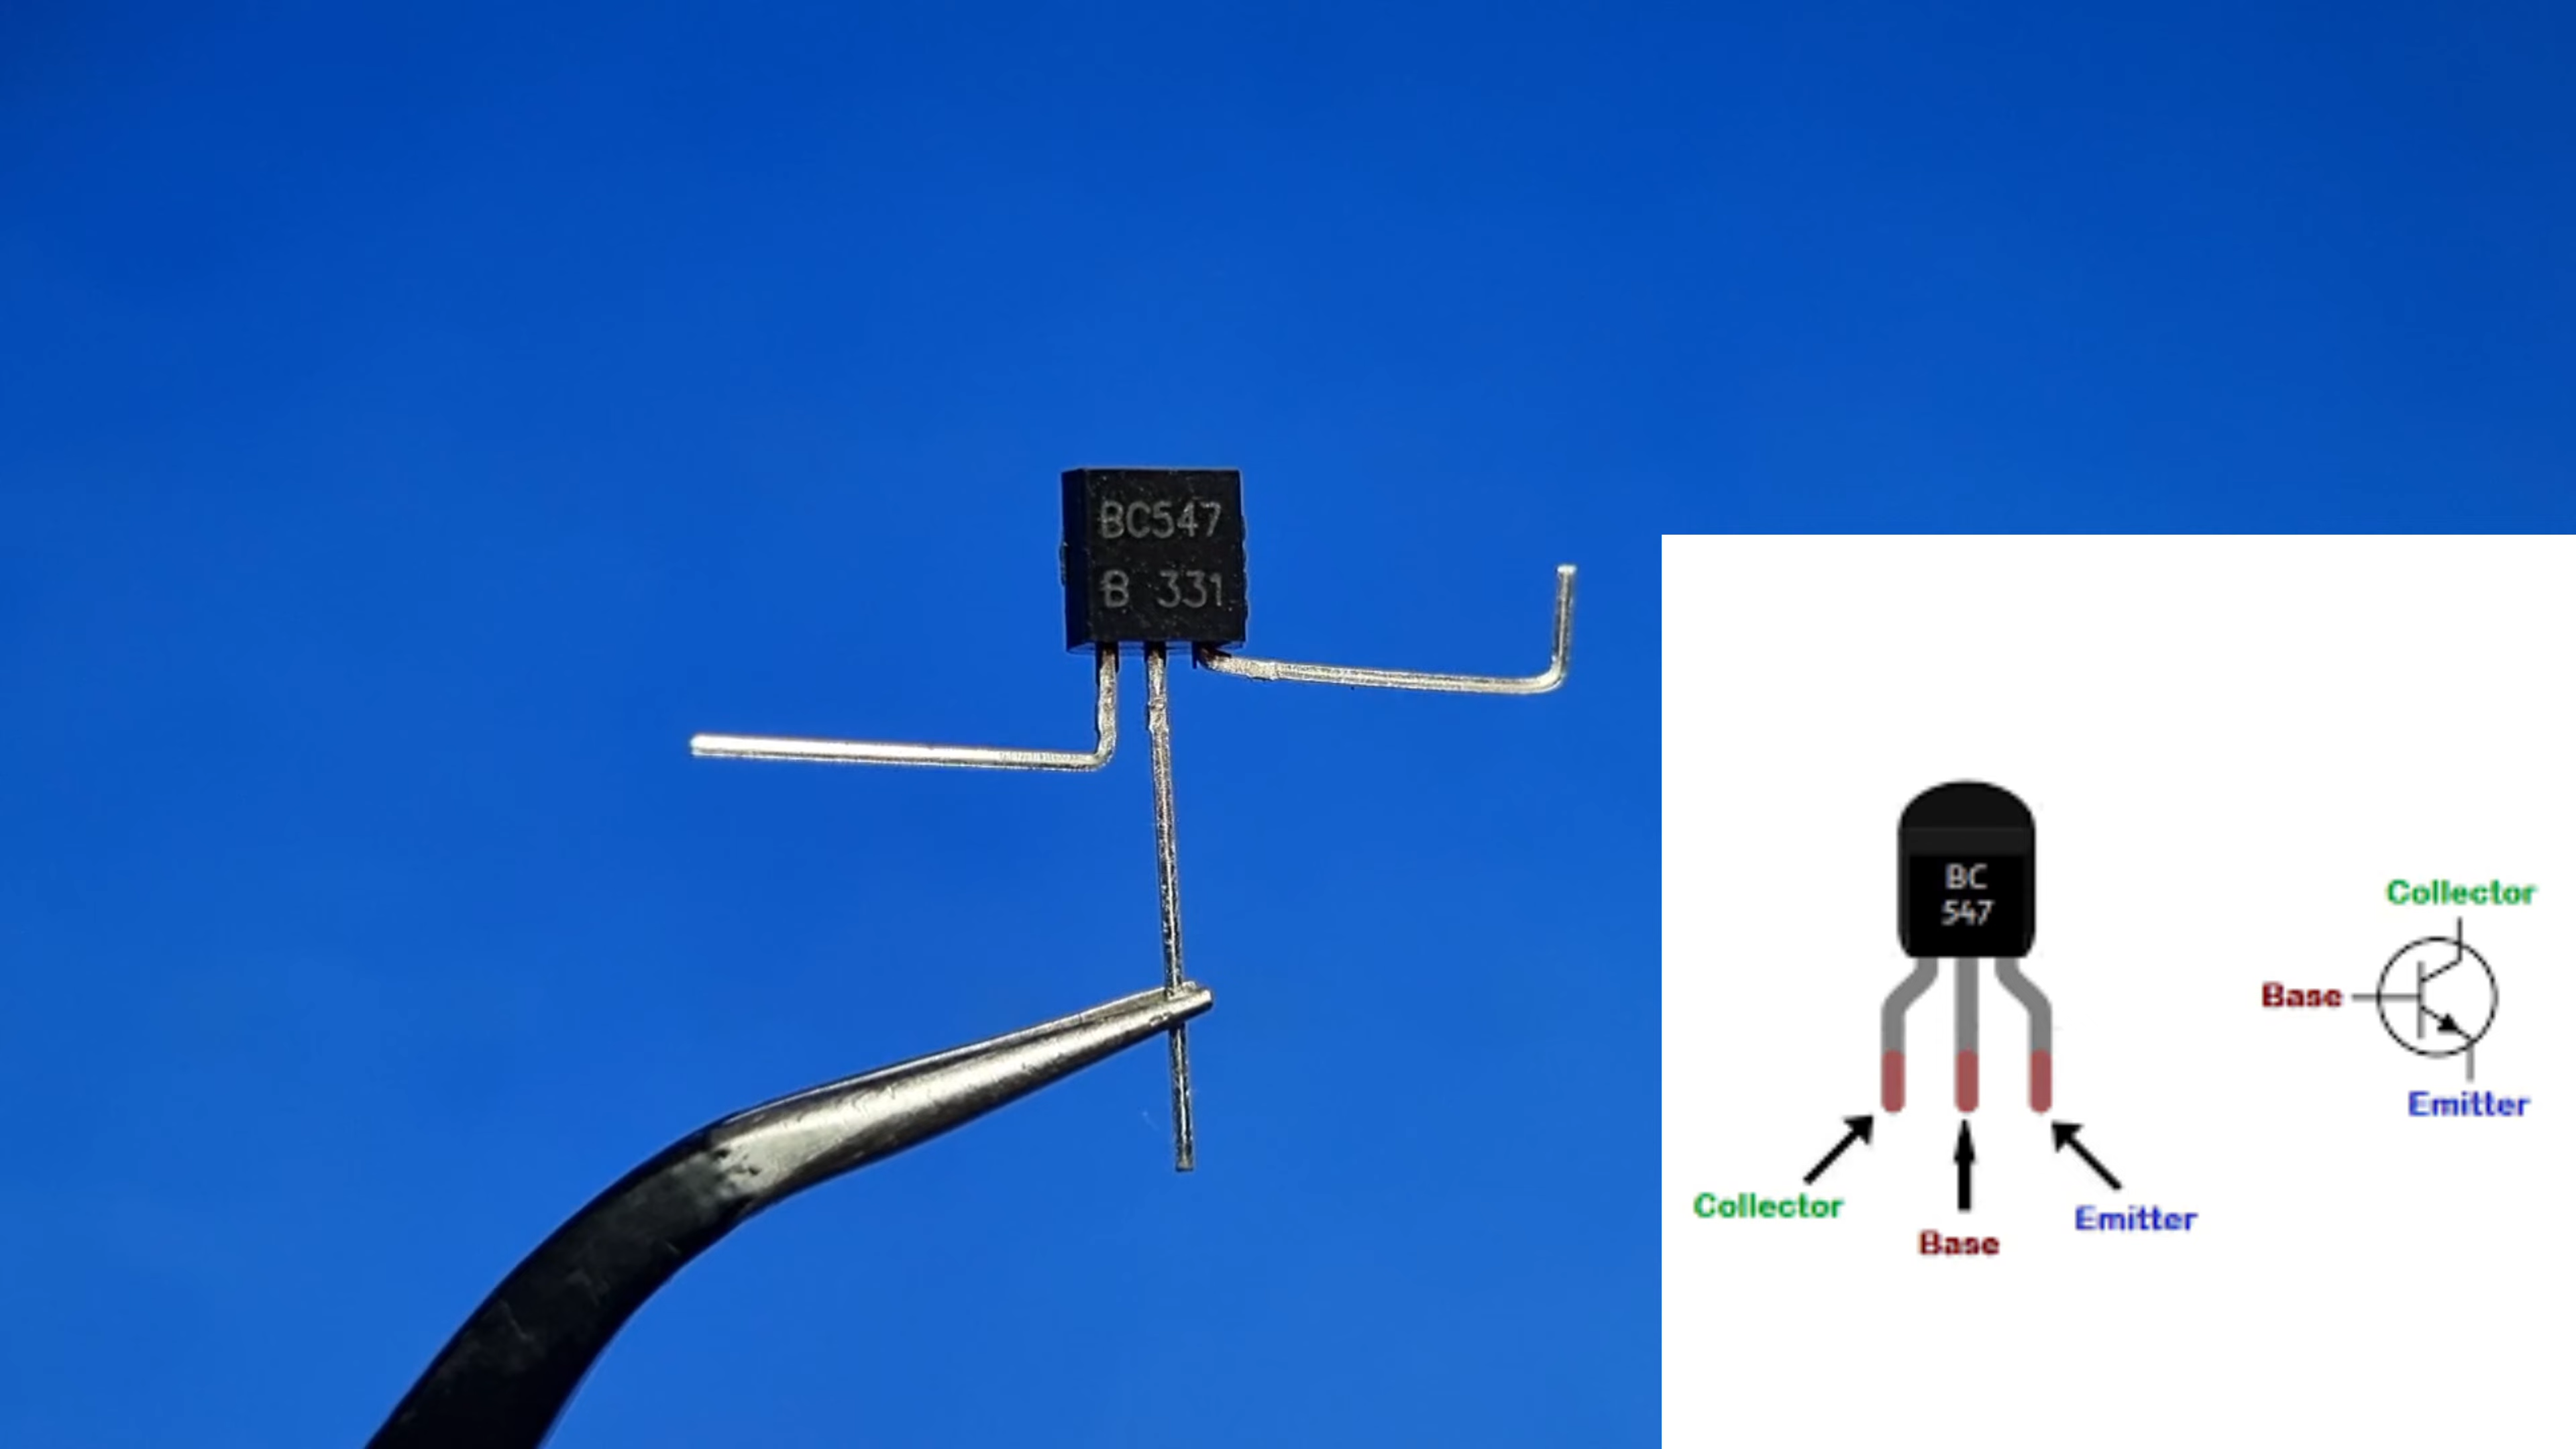 BC547
B 331
BC
547
Collector
Base
Emitter
Collector
Base
Emitter